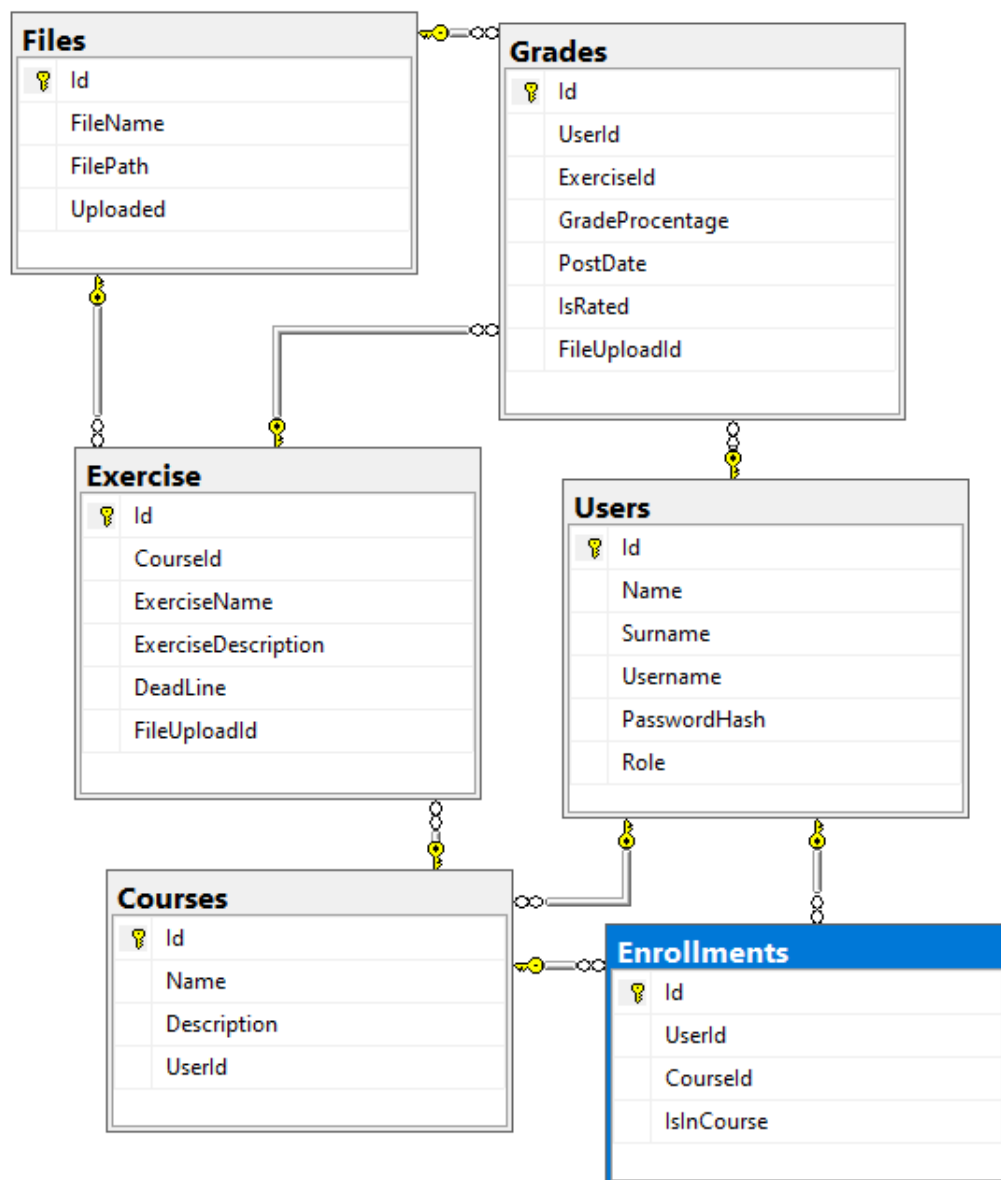 Files
Id
FileName
FilePath
Uploaded
Grades
Id
UserId
ExerciseId
GradeProcentage
PostDate
IsRated
FileUploadId
Exercise
Id
CourseId
ExerciseName
ExerciseDescription
DeadLine
FileUploadId
Users
Id
Name
Surname
Username
PasswordHash
Role
Courses
Id
Name
Description
UserId
Enrollments
Id
UserId
CourseId
IsInCourse